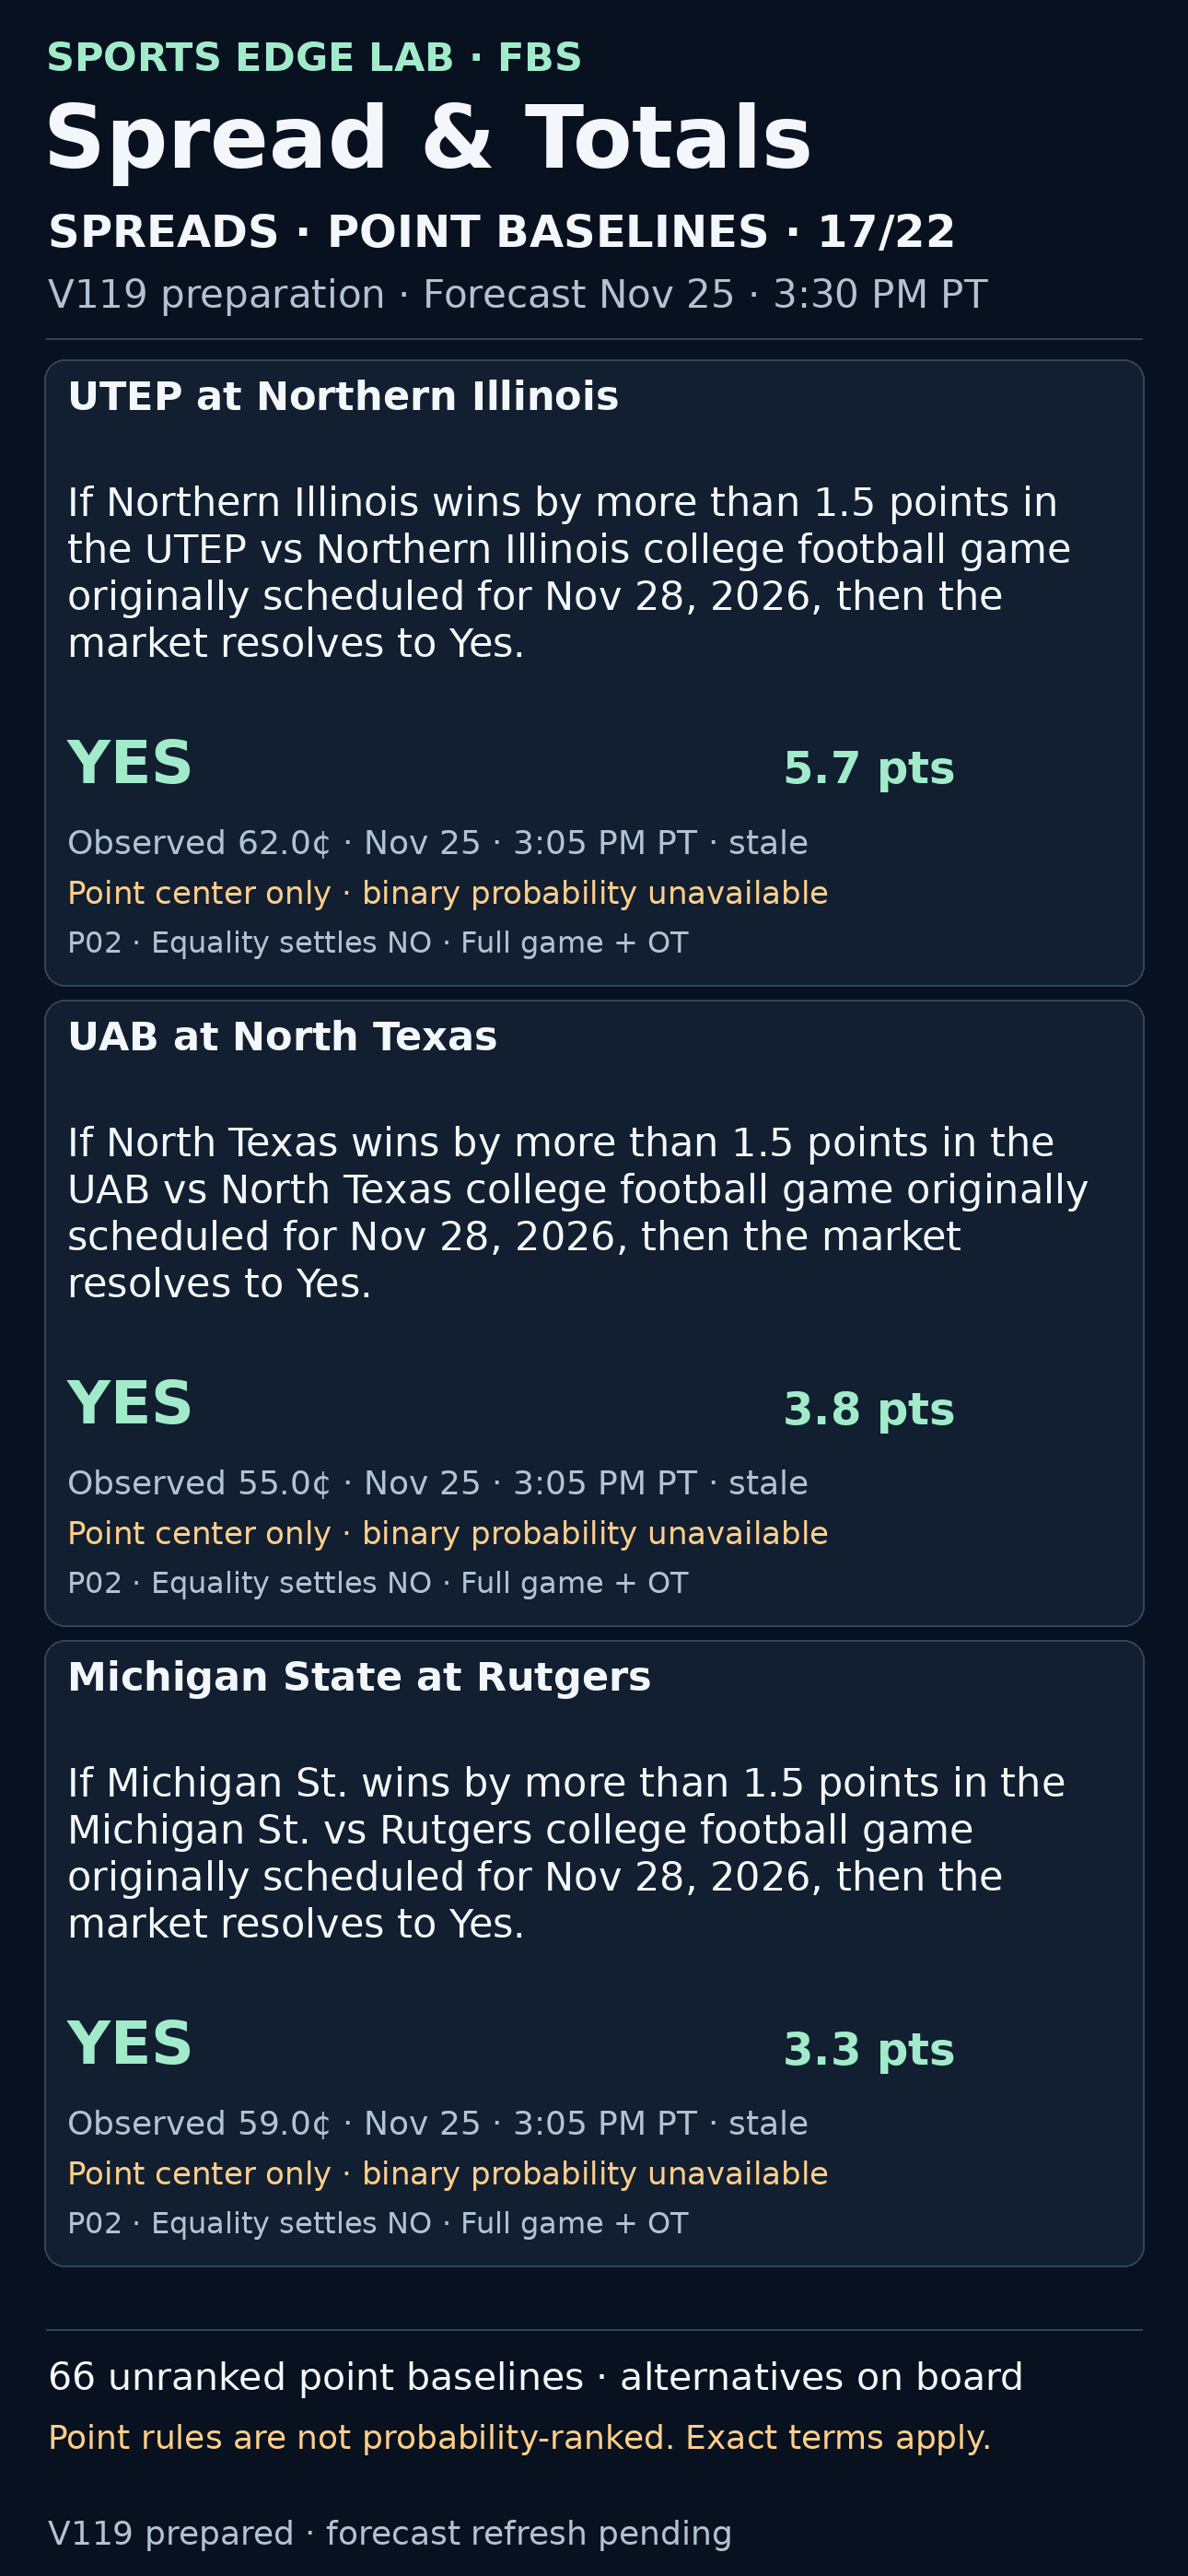 SPORTS EDGE LAB · FBS
Spread & Totals
SPREADS · POINT BASELINES · 17/22
V119 preparation · Forecast Nov 25 · 3:30 PM PT
UTEP at Northern Illinois
If Northern Illinois wins by more than 1.5 points in
the UTEP vs Northern Illinois college football game
originally scheduled for Nov 28, 2026, then the
market resolves to Yes.
YES 5.7 pts
Observed 62.0¢ · Nov 25 · 3:05 PM PT · stale
Point center only · binary probability unavailable
P02 · Equality settles NO · Full game + OT
UAB at North Texas
If North Texas wins by more than 1.5 points in the
UAB vs North Texas college football game originally
scheduled for Nov 28, 2026, then the market
resolves to Yes.
YES 3.8 pts
Observed 55.0¢ · Nov 25 · 3:05 PM PT · stale
Point center only · binary probability unavailable
P02 · Equality settles NO · Full game + OT
Michigan State at Rutgers
If Michigan St. wins by more than 1.5 points in the
Michigan St. vs Rutgers college football game
originally scheduled for Nov 28, 2026, then the
market resolves to Yes.
YES 3.3 pts
Observed 59.0¢ · Nov 25 · 3:05 PM PT · stale
Point center only · binary probability unavailable
P02 · Equality settles NO · Full game + OT
66 unranked point baselines · alternatives on board
Point rules are not probability-ranked. Exact terms apply.
V119 prepared · forecast refresh pending